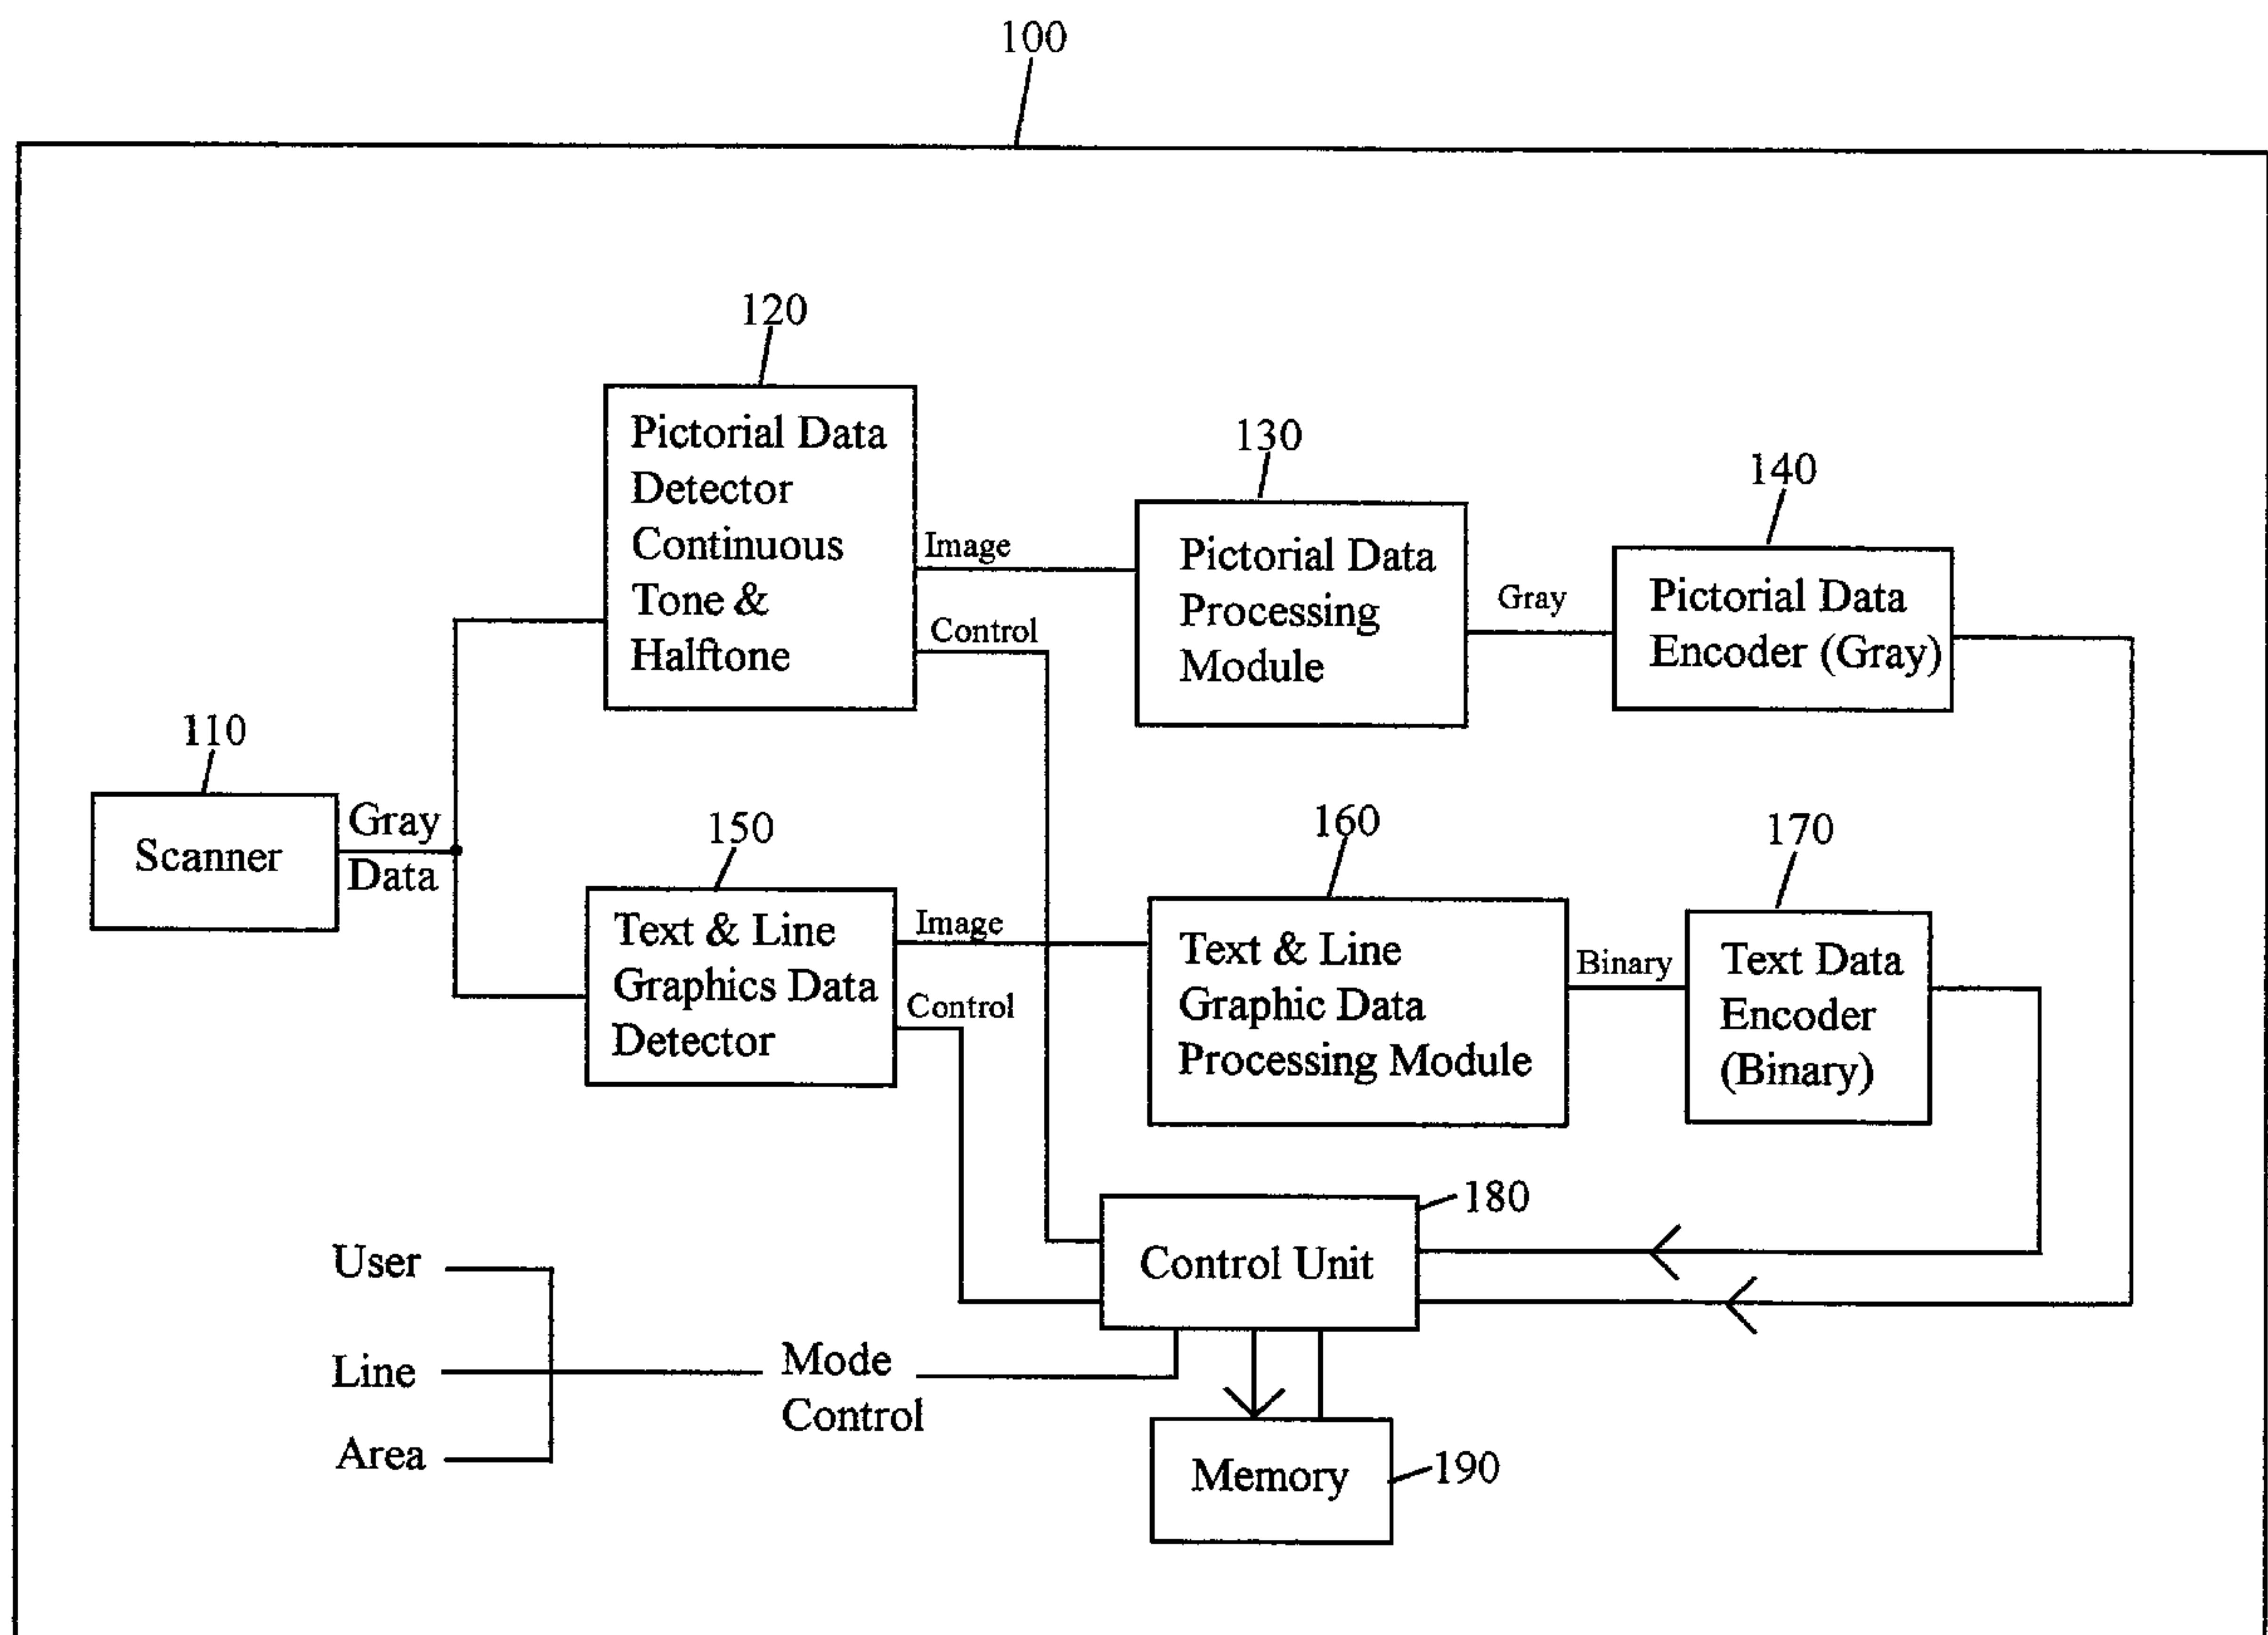 100
120
Pictorial Data
Detector
Continuous
Tone &
Halftone
Image
Control
130
Pictorial Data
Processing
Module
Gray
140
Pictorial Data
Encoder (Gray)
110
Scanner
Gray
Data
150
Text & Line
Graphics Data
Detector
Image
Control
160
Text & Line
Graphic Data
Processing Module
Binary
170
Text Data
Encoder
(Binary)
180
Control Unit
User
Line
Area
Mode
Control
Memory
190